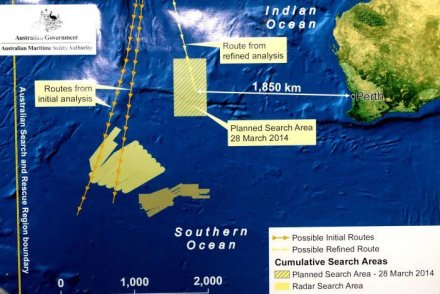 Australian Government
Australian Maritime Safety Authority
Indian
Ocean
Route from
refined analysis
Routes from
initial analysis
1,850 km
Perth
Planned Search Area
28 March 2014
Australian Search and Rescue Region boundary
Southern
Ocean
0
1,000
2,000
Possible Initial Routes
Possible Refined Route
Cumulative Search Areas
Planned Search Area - 28 March 2014
Radar Search Area